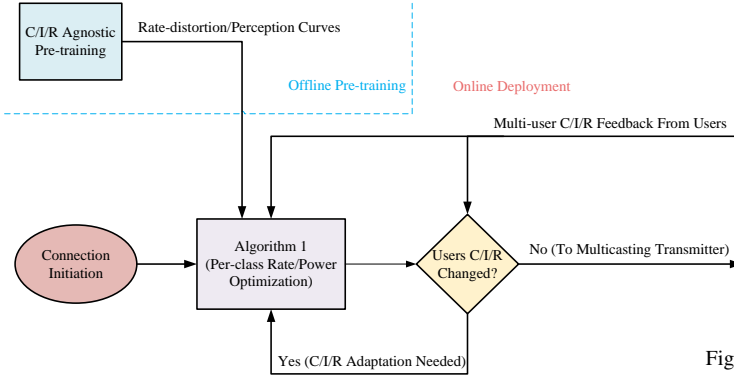 C/I/R Agnostic
Pre-training
Rate-distortion/Perception Curves
Offline Pre-training
Online Deployment
Multi-user C/I/R Feedback From Users
Connection
Initiation
Algorithm 1
(Per-class Rate/Power
Optimization)
Users C/I/R
Changed?
No (To Multicasting Transmitter)
Yes (C/I/R Adaptation Needed)
Fig